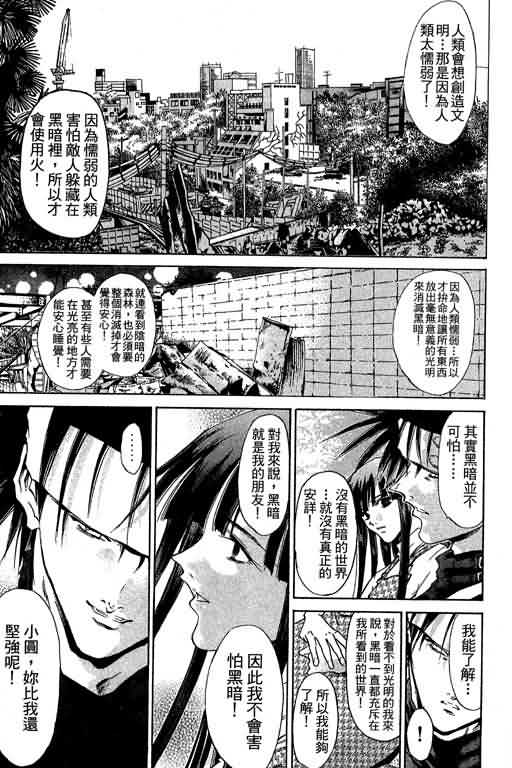 人類會想創造文
明…那是因為人
類太懦弱了！
因為懦弱的人類
害怕敵人躲藏在
黑暗裡，所以才
會使用火！
因為人類懦弱…所以
才拚命地讓所有東西
放出毫無意義的光明
來消滅黑暗！
就連看到陰暗的
森林，也必須要
整個消滅掉才會
覺得安心！
甚至有些人需要
在光亮的地方才
能安心睡覺！
其實黑暗並不
可怕……
沒有黑暗的世界
…就沒有真正的
安詳！
對我來說，黑暗
就是我的朋友！
…
我能了解…
！
對於看不到光明的我來
說，黑暗一直都充斥在
我所看到的世界！
所以我能夠
了解！
因此我不會害
怕黑暗！
小圓，妳比我還
堅強呢！